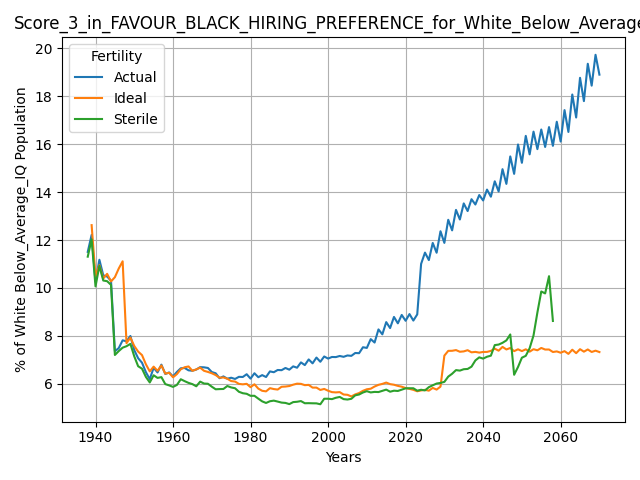 Score_3_in_FAVOUR_BLACK_HIRING_PREFERENCE_for_White_Below_Average
Fertility
Actual
Ideal
Sterile
% of White Below_Average_IQ Population
20
18
16
14
12
10
8
6
1940
1960
1980
2000
2020
2040
2060
Years